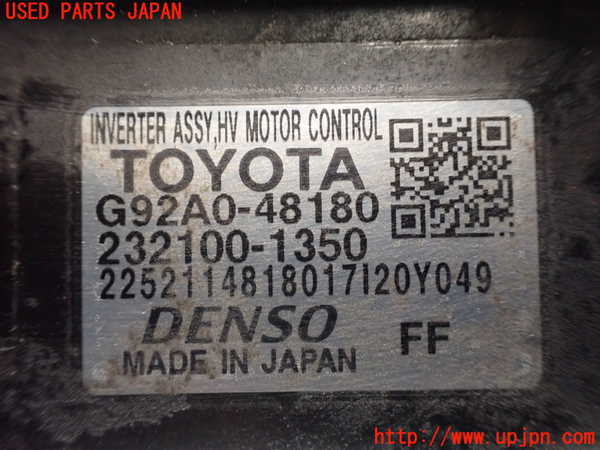 USED PARTS JAPAN
INVERTER ASSY,HV MOTOR CONTROL
TOYOTA
G92A0-48180
232100-1350
2252114818017I20Y049
DENSO FF
MADE IN JAPAN
http://www.upjpn.com/